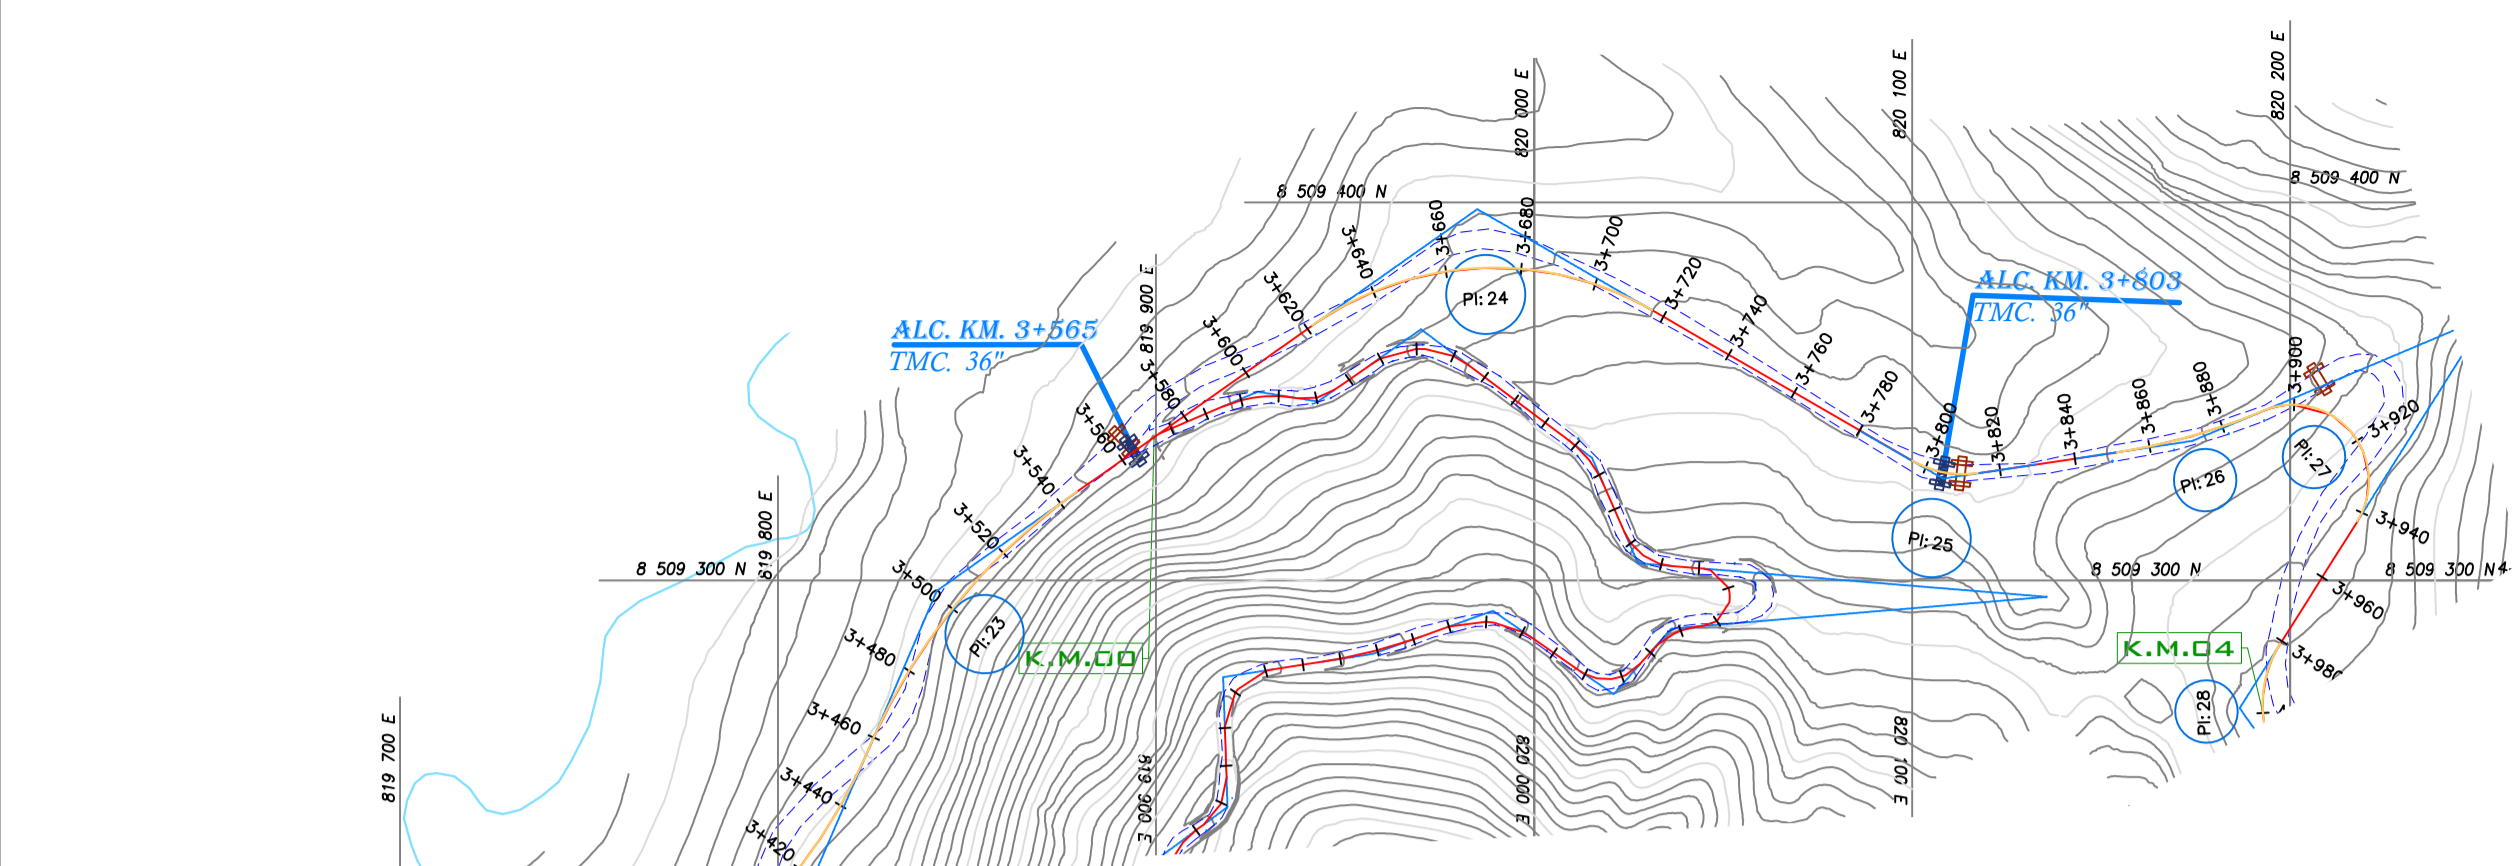 820 000 E
820 100 E
820 200 E
8 509 400 N
8 509 400 N
ALC. KM. 3+565
TMC. 36"
ALC. KM. 3+803
TMC. 36"
819 900 E
819 800 E
819 700 E
3+420
3+440
3+460
3+480
3+500
3+520
3+540
3+560
3+580
3+600
3+620
3+640
3+660
3+680
3+700
3+720
3+740
3+760
3+780
3+800
3+820
3+840
3+860
3+880
3+900
3+920
3+940
3+960
3+980
PI: 23
PI: 24
PI: 25
PI: 26
PI: 27
PI: 28
8 509 300 N
8 509 300 N
8 509 300 N
K.M.00
K.M.04
819 900 E
820 000 E
820 100 E